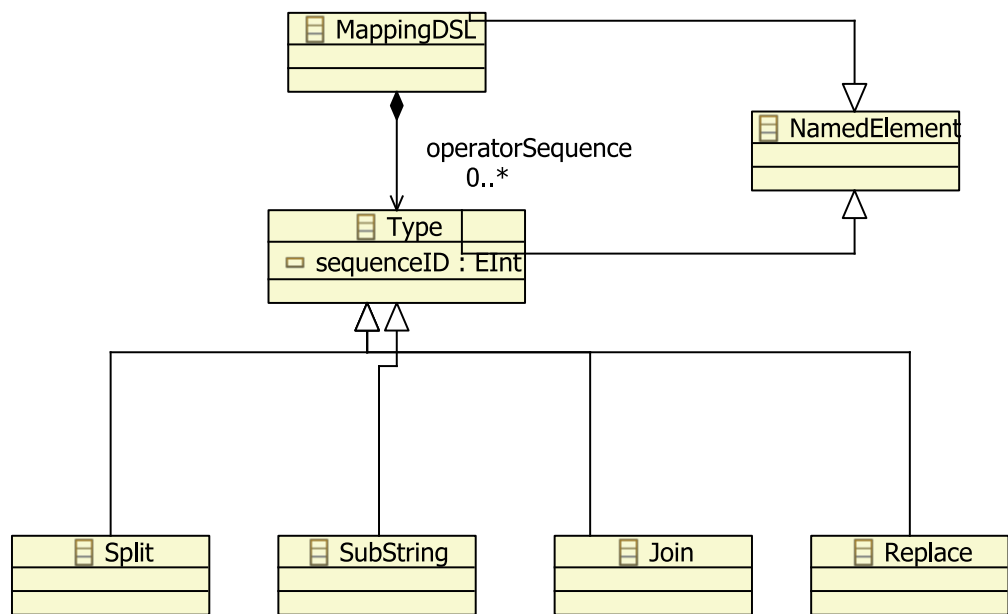 MappingDSL
NamedElement
operatorSequence
0..*
Type
sequenceID : EInt
Split
SubString
Join
Replace